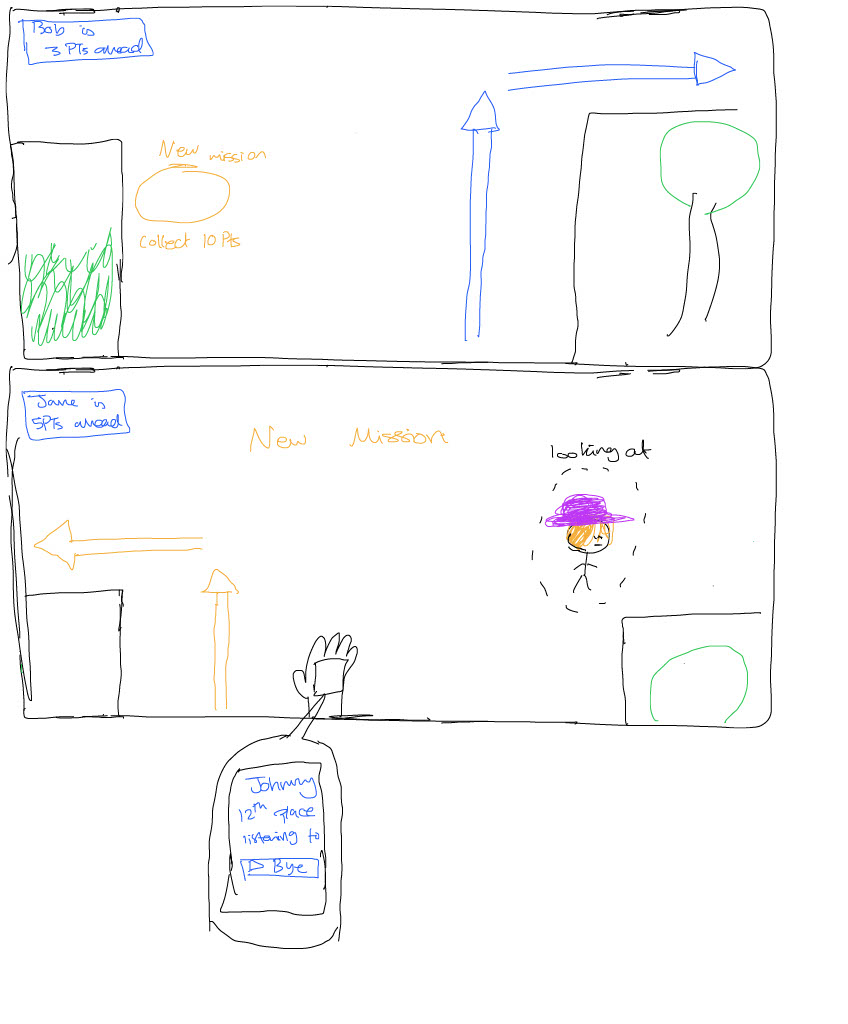 Bob is
3 Pts ahead
New mission
collect 10 Pts
Jane is
5Pts ahead
New Mission
looking at
Johnny
12th place
listening to
Bye